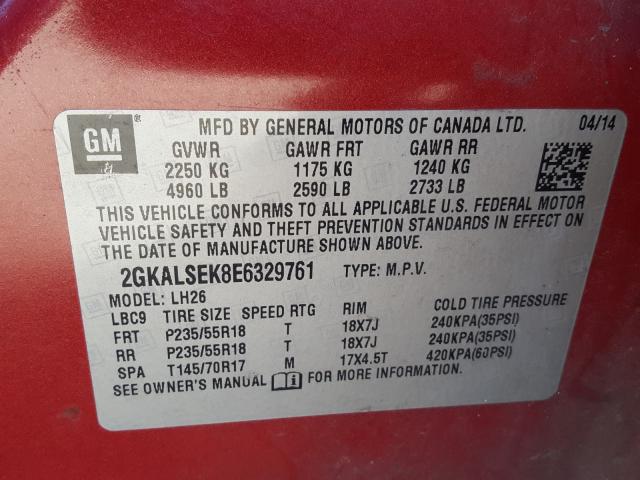 GM ®
MFD BY GENERAL MOTORS OF CANADA LTD. 04/14
GVWR GAWR FRT GAWR RR
2250 KG 1175 KG 1240 KG
4960 LB 2590 LB 2733 LB
THIS VEHICLE CONFORMS TO ALL APPLICABLE U.S. FEDERAL MOTOR
VEHICLE SAFETY AND THEFT PREVENTION STANDARDS IN EFFECT ON
THE DATE OF MANUFACTURE SHOWN ABOVE.
2GKALSEK8E6329761 TYPE: M.P.V.
MODEL: LH26
LBC9 TIRE SIZE SPEED RTG RIM COLD TIRE PRESSURE
FRT P235/55R18 T 18X7J 240KPA(35PSI)
RR P235/55R18 T 18X7J 240KPA(35PSI)
SPA T145/70R17 M 17X4.5T 420KPA(60PSI)
SEE OWNER'S MANUAL FOR MORE INFORMATION.